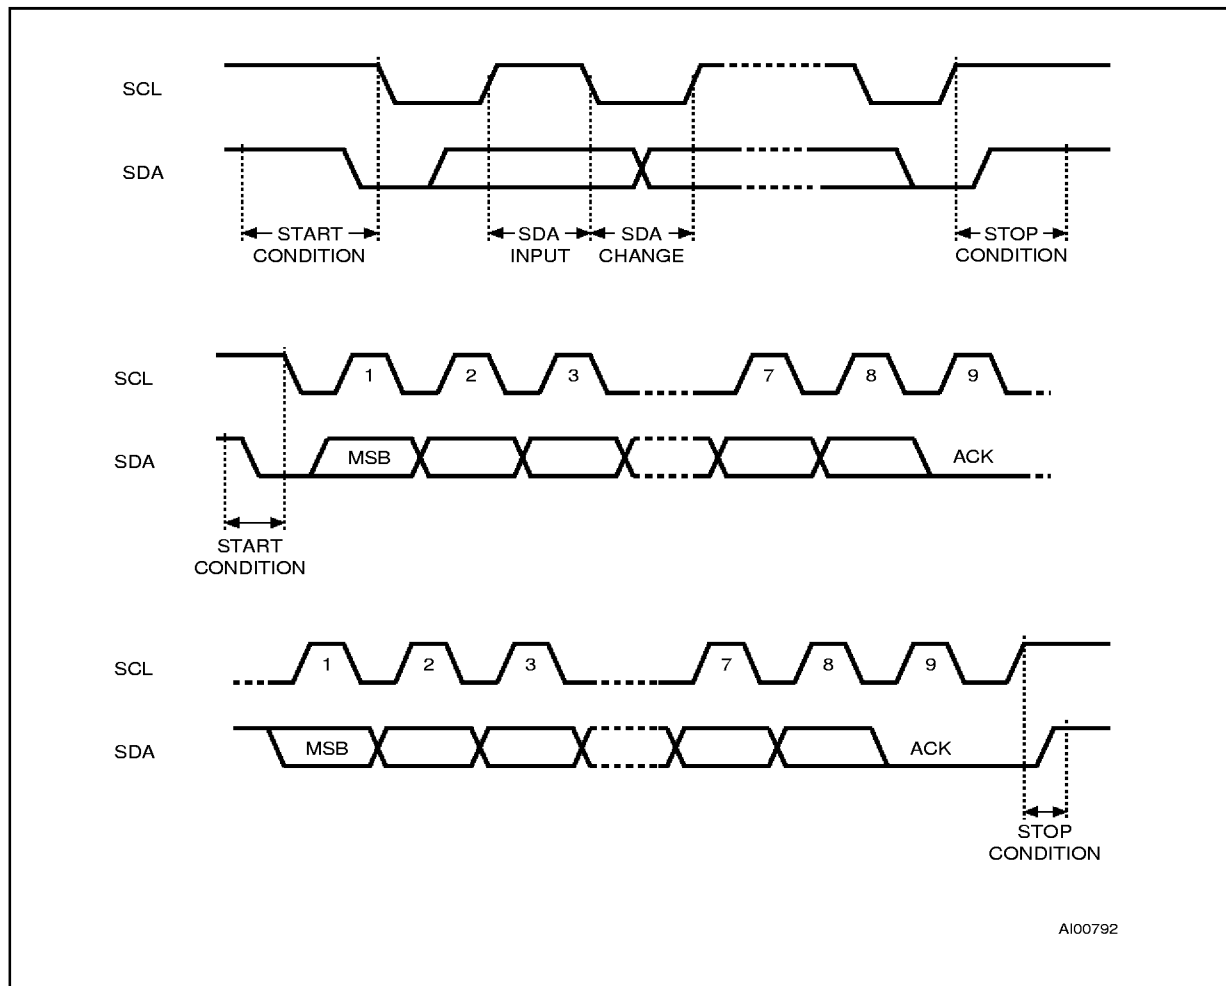 SCL
SDA
START CONDITION
SDA INPUT
SDA CHANGE
STOP CONDITION
SCL
1 2 3 7 8 9
SDA
MSB
ACK
START CONDITION
SCL
1 2 3 7 8 9
SDA
MSB
ACK
STOP CONDITION
AI00792